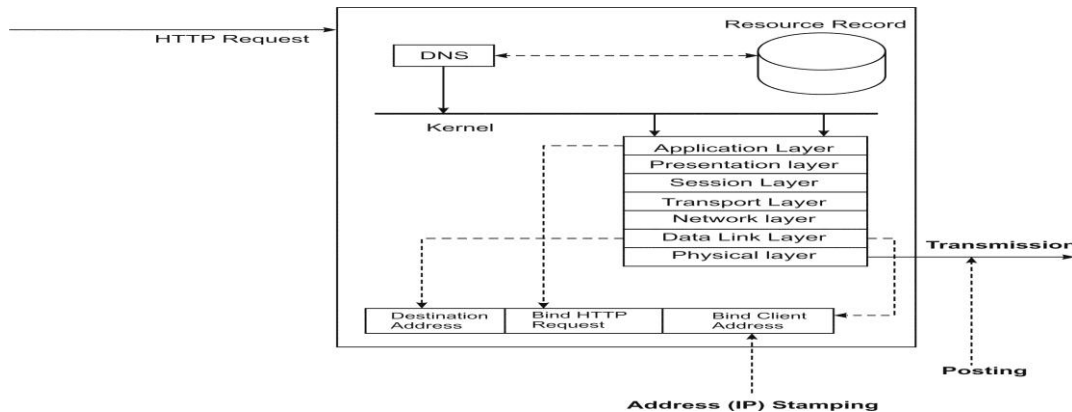 Resource Record
HTTP Request
DNS
Kernel
Application Layer
Presentation layer
Session Layer
Transport Layer
Network layer
Data Link Layer
Physical layer
Transmission
Destination
Address
Bind HTTP
Request
Bind Client
Address
Posting
Address (IP) Stamping